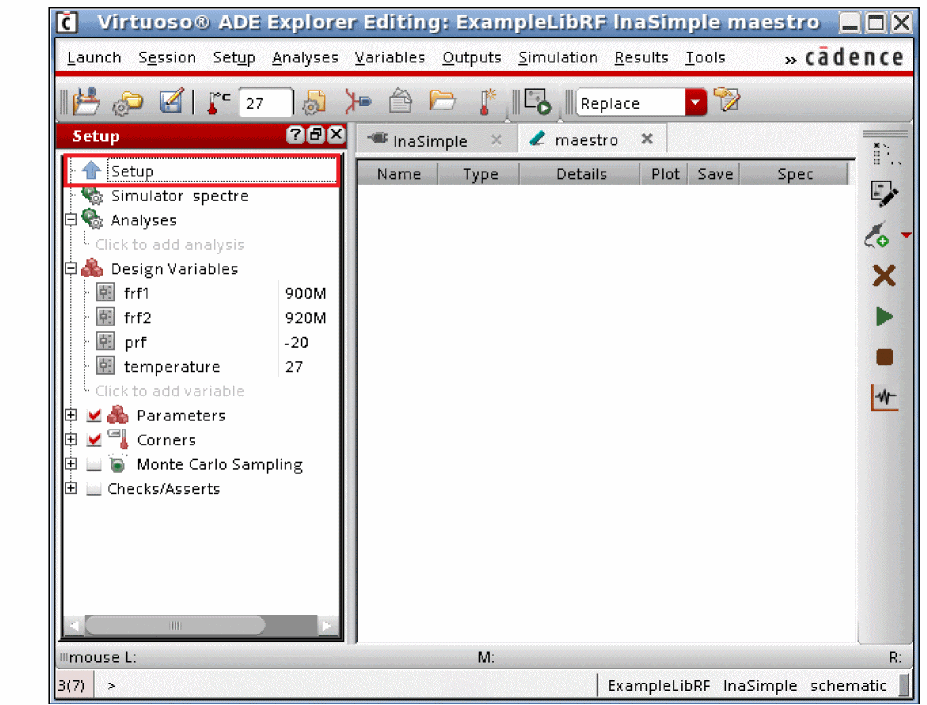 Virtuoso® ADE Explorer Editing: ExampleLibRF lnaSimple maestro
Launch Session Setup Analyses Variables Outputs Simulation Results Tools » cādence
°C 27 Replace
Setup
lnaSimple maestro
Setup
Name Type Details Plot Save Spec
Simulator spectre
Analyses
Click to add analysis
Design Variables
frf1 900M
frf2 920M
prf -20
temperature 27
Click to add variable
Parameters
Corners
Monte Carlo Sampling
Checks/Asserts
mouse L: M: R:
3(7) > ExampleLibRF lnaSimple schematic